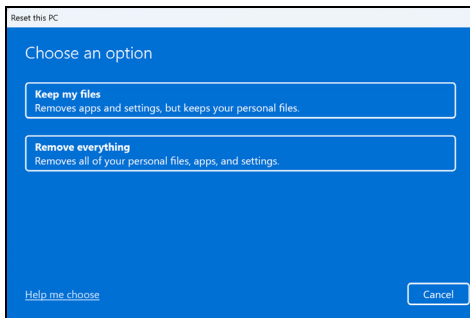 Reset this PC
Choose an option
Keep my files
Removes apps and settings, but keeps your personal files.
Remove everything
Removes all of your personal files, apps, and settings.
Help me choose
Cancel